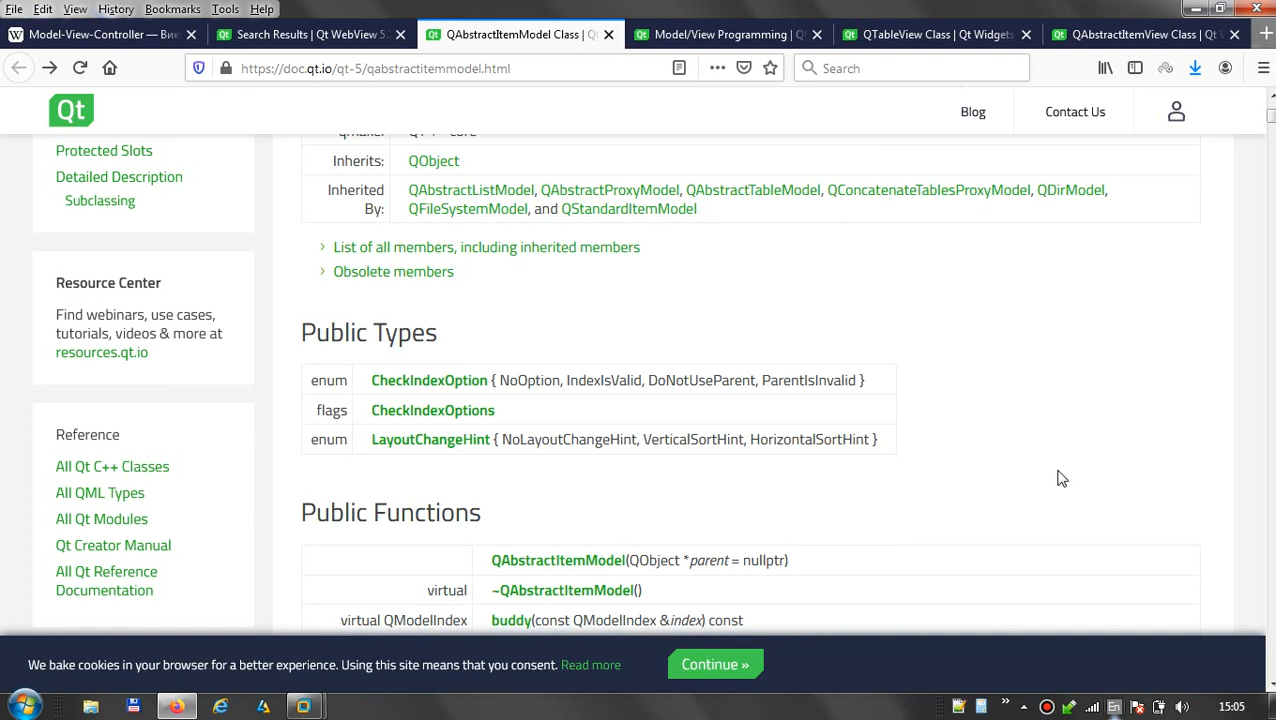 File Edit View History Bookmarks Tools Help
Model-View-Controller — Вик
Search Results | Qt WebView 5.
QAbstractItemModel Class | Qt
Model/View Programming | Qt
QTableView Class | Qt Widgets
QAbstractItemView Class | Qt W
https://doc.qt.io/qt-5/qabstractitemmodel.html
Search
Qt
Blog
Contact Us
Protected Slots
Detailed Description
Subclassing
Resource Center
Find webinars, use cases,
tutorials, videos & more at
resources.qt.io
Reference
All Qt C++ Classes
All QML Types
All Qt Modules
Qt Creator Manual
All Qt Reference
Documentation
Inherits: QObject
Inherited QAbstractListModel, QAbstractProxyModel, QAbstractTableModel, QConcatenateTablesProxyModel, QDirModel,
By: QFileSystemModel, and QStandardItemModel
List of all members, including inherited members
Obsolete members
Public Types
enum CheckIndexOption { NoOption, IndexIsValid, DoNotUseParent, ParentIsInvalid }
flags CheckIndexOptions
enum LayoutChangeHint { NoLayoutChangeHint, VerticalSortHint, HorizontalSortHint }
Public Functions
QAbstractItemModel(QObject *parent = nullptr)
virtual ~QAbstractItemModel()
virtual QModelIndex buddy(const QModelIndex &index) const
We bake cookies in your browser for a better experience. Using this site means that you consent. Read more
Continue »
En
15:05